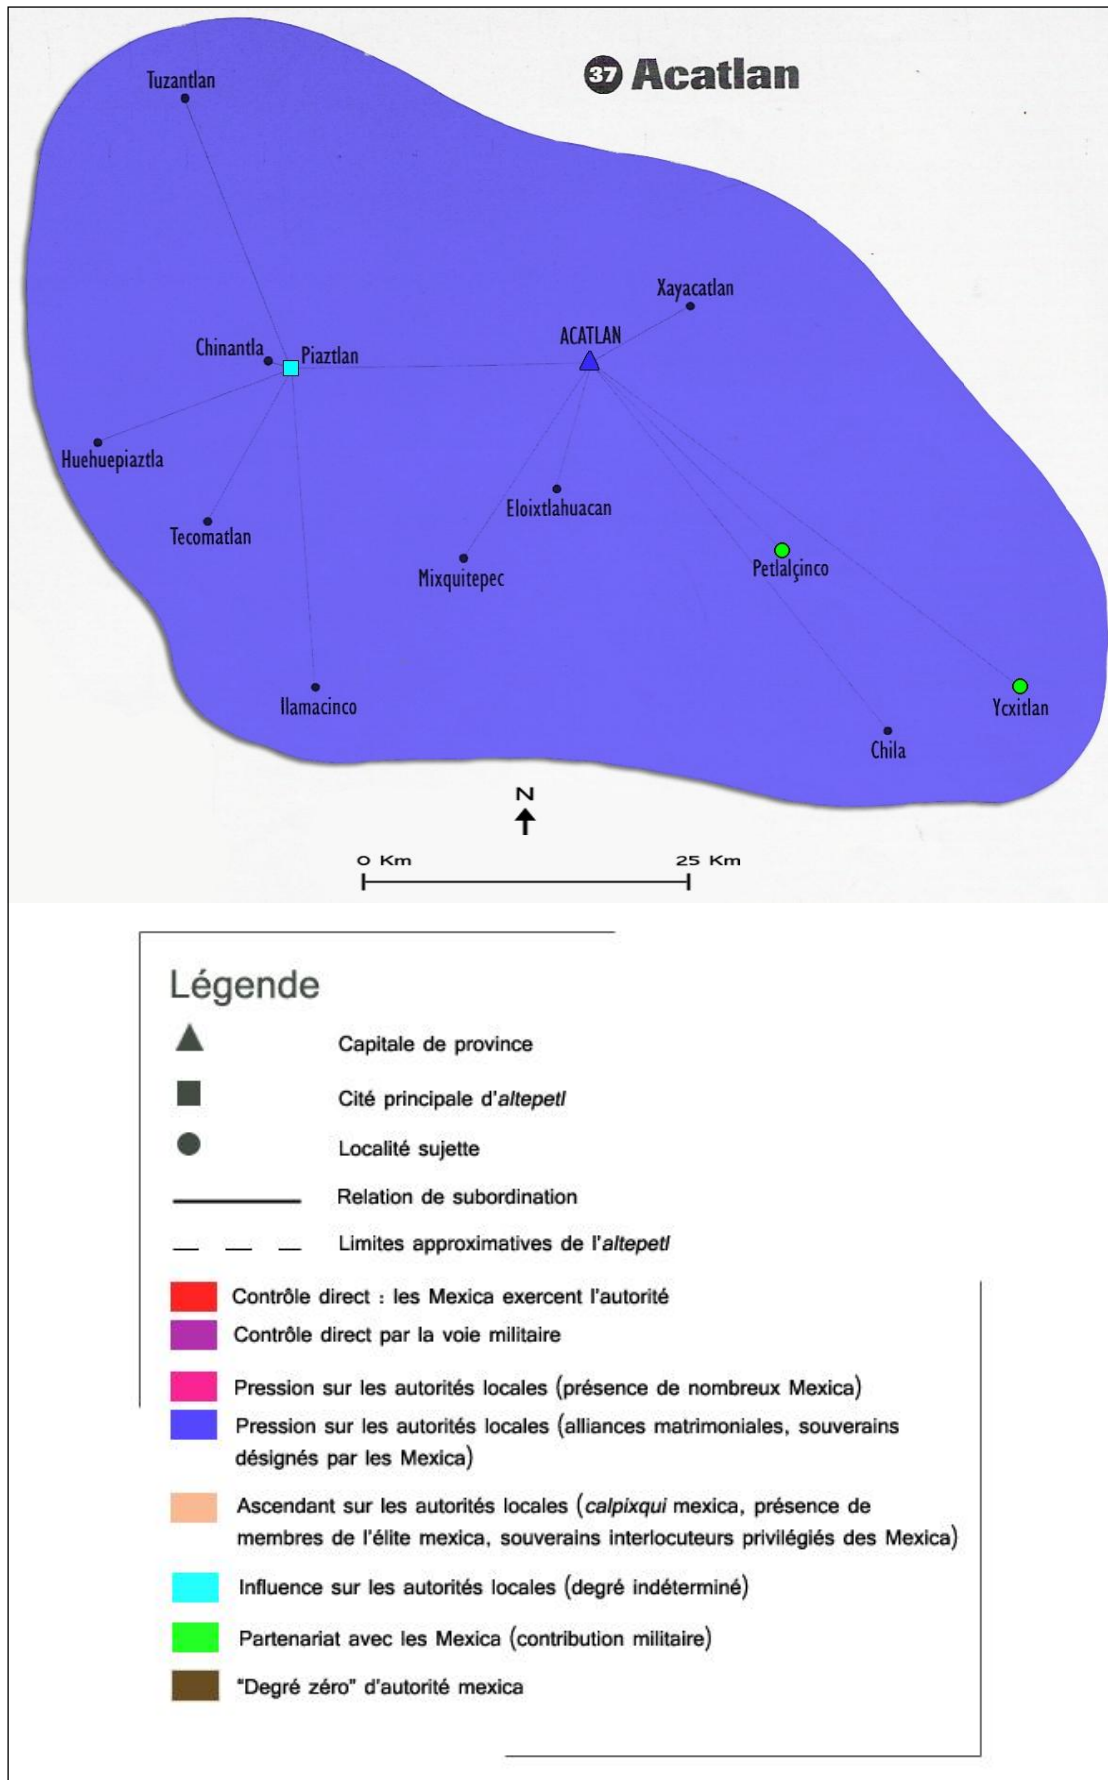 37 Acatlan
Tuzantlan
Xayacatlan
ACATLAN
Chinantla
Piaztlan
Huehuepiaztla
Eloixtlahuacan
Tecomatlan
Petlalçinco
Mixquitepec
Ilamacinco
Ycxitlan
Chila
N
0 Km 25 Km
Légende
Capitale de province
Cité principale d'altepetl
Localité sujette
Relation de subordination
Limites approximatives de l'altepetl
Contrôle direct : les Mexica exercent l'autorité
Contrôle direct par la voie militaire
Pression sur les autorités locales (présence de nombreux Mexica)
Pression sur les autorités locales (alliances matrimoniales, souverains
désignés par les Mexica)
Ascendant sur les autorités locales (calpixqui mexica, présence de
membres de l'élite mexica, souverains interlocuteurs privilégiés des Mexica)
Influence sur les autorités locales (degré indéterminé)
Partenariat avec les Mexica (contribution militaire)
"Degré zéro" d'autorité mexica